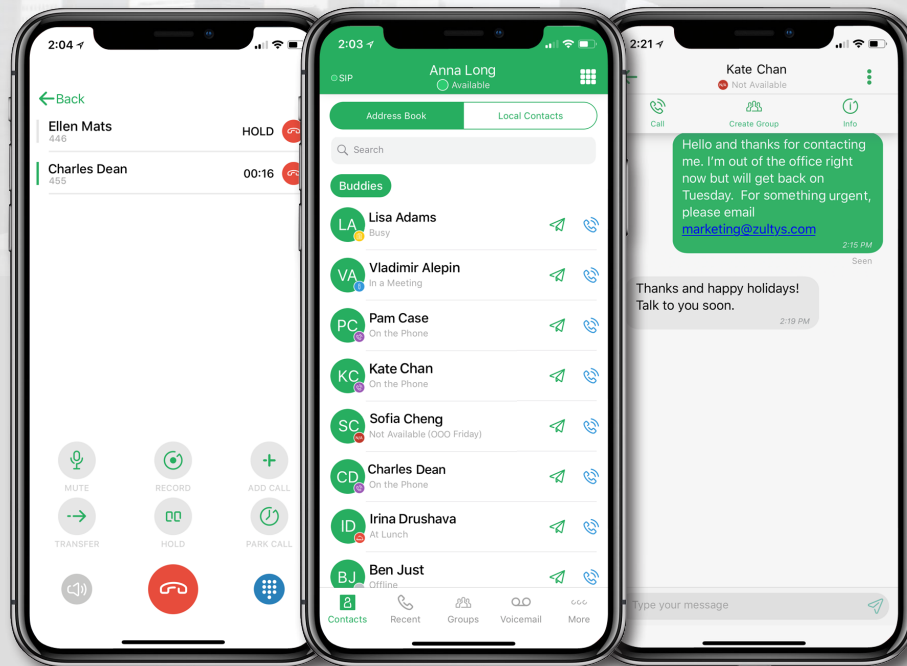 2:04
Back
Ellen Mats
446
HOLD
Charles Dean
455
00:16
MUTE
RECORD
ADD CALL
TRANSFER
HOLD
PARK CALL
2:03
SIP
Anna Long
Available
Address Book
Local Contacts
Search
Buddies
LA
Lisa Adams
Busy
VA
Vladimir Alepin
In a Meeting
PC
Pam Case
On the Phone
KC
Kate Chan
On the Phone
SC
N/A
Sofia Cheng
Not Available (OOO Friday)
CD
Charles Dean
On the Phone
ID
Irina Drushava
At Lunch
BJ
Ben Just
Offline
Contacts
Recent
Groups
Voicemail
More
2:21
Kate Chan
N/A Not Available
Call
Create Group
Info
Hello and thanks for contacting
me. I’m out of the office right
now but will get back on
Tuesday. For something urgent,
please email
marketing@zultys.com
2:15 PM
Seen
Thanks and happy holidays!
Talk to you soon.
2:19 PM
Type your message